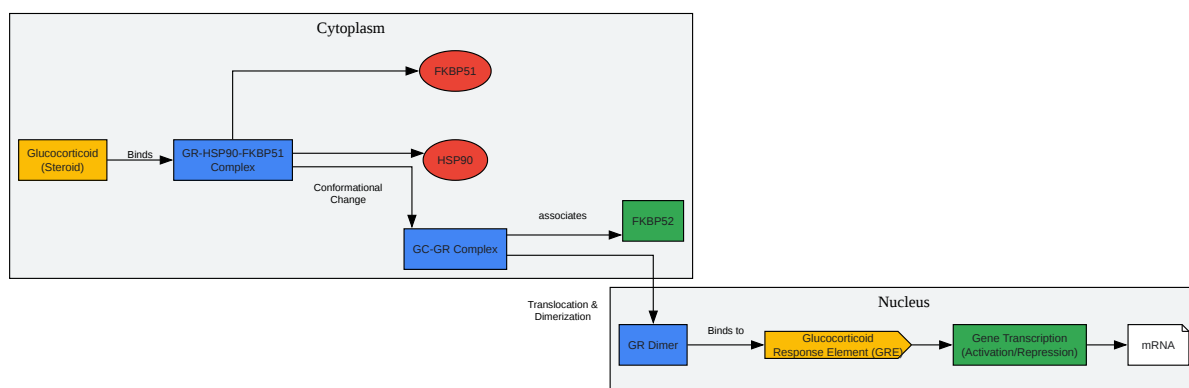 Cytoplasm
FKBP51
Glucocorticoid
(Steroid)
Binds
GR-HSP90-FKBP51
Complex
HSP90
Conformational
Change
associates
FKBP52
GC-GR Complex
Translocation &
Dimerization
Nucleus
GR Dimer
Binds to
Glucocorticoid
Response Element (GRE)
Gene Transcription
(Activation/Repression)
mRNA